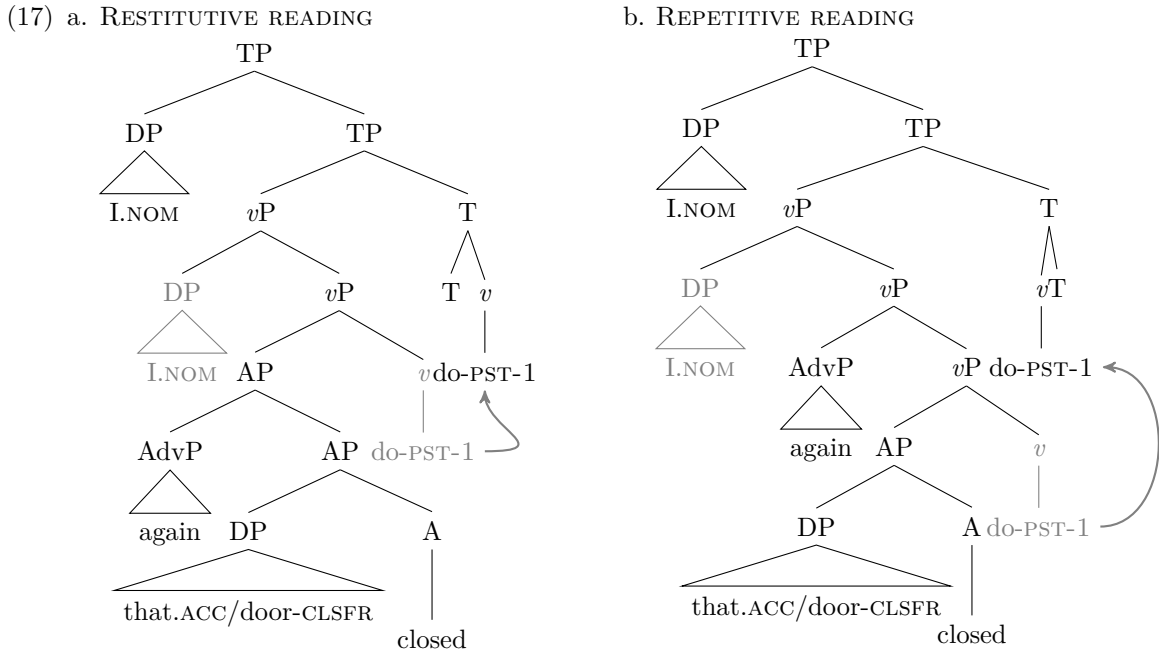 (17) a. RESTITUTIVE READING b. REPETITIVE READING
TP TP
DP TP DP TP
I.NOM vP T I.NOM vP T
DP vP T v DP vP vT
I.NOM AP v do-PST-1 I.NOM AdvP vP do-PST-1
AdvP AP do-PST-1 again AP v
again DP A DP A do-PST-1
that.ACC/door-CLSFR that.ACC/door-CLSFR
closed closed